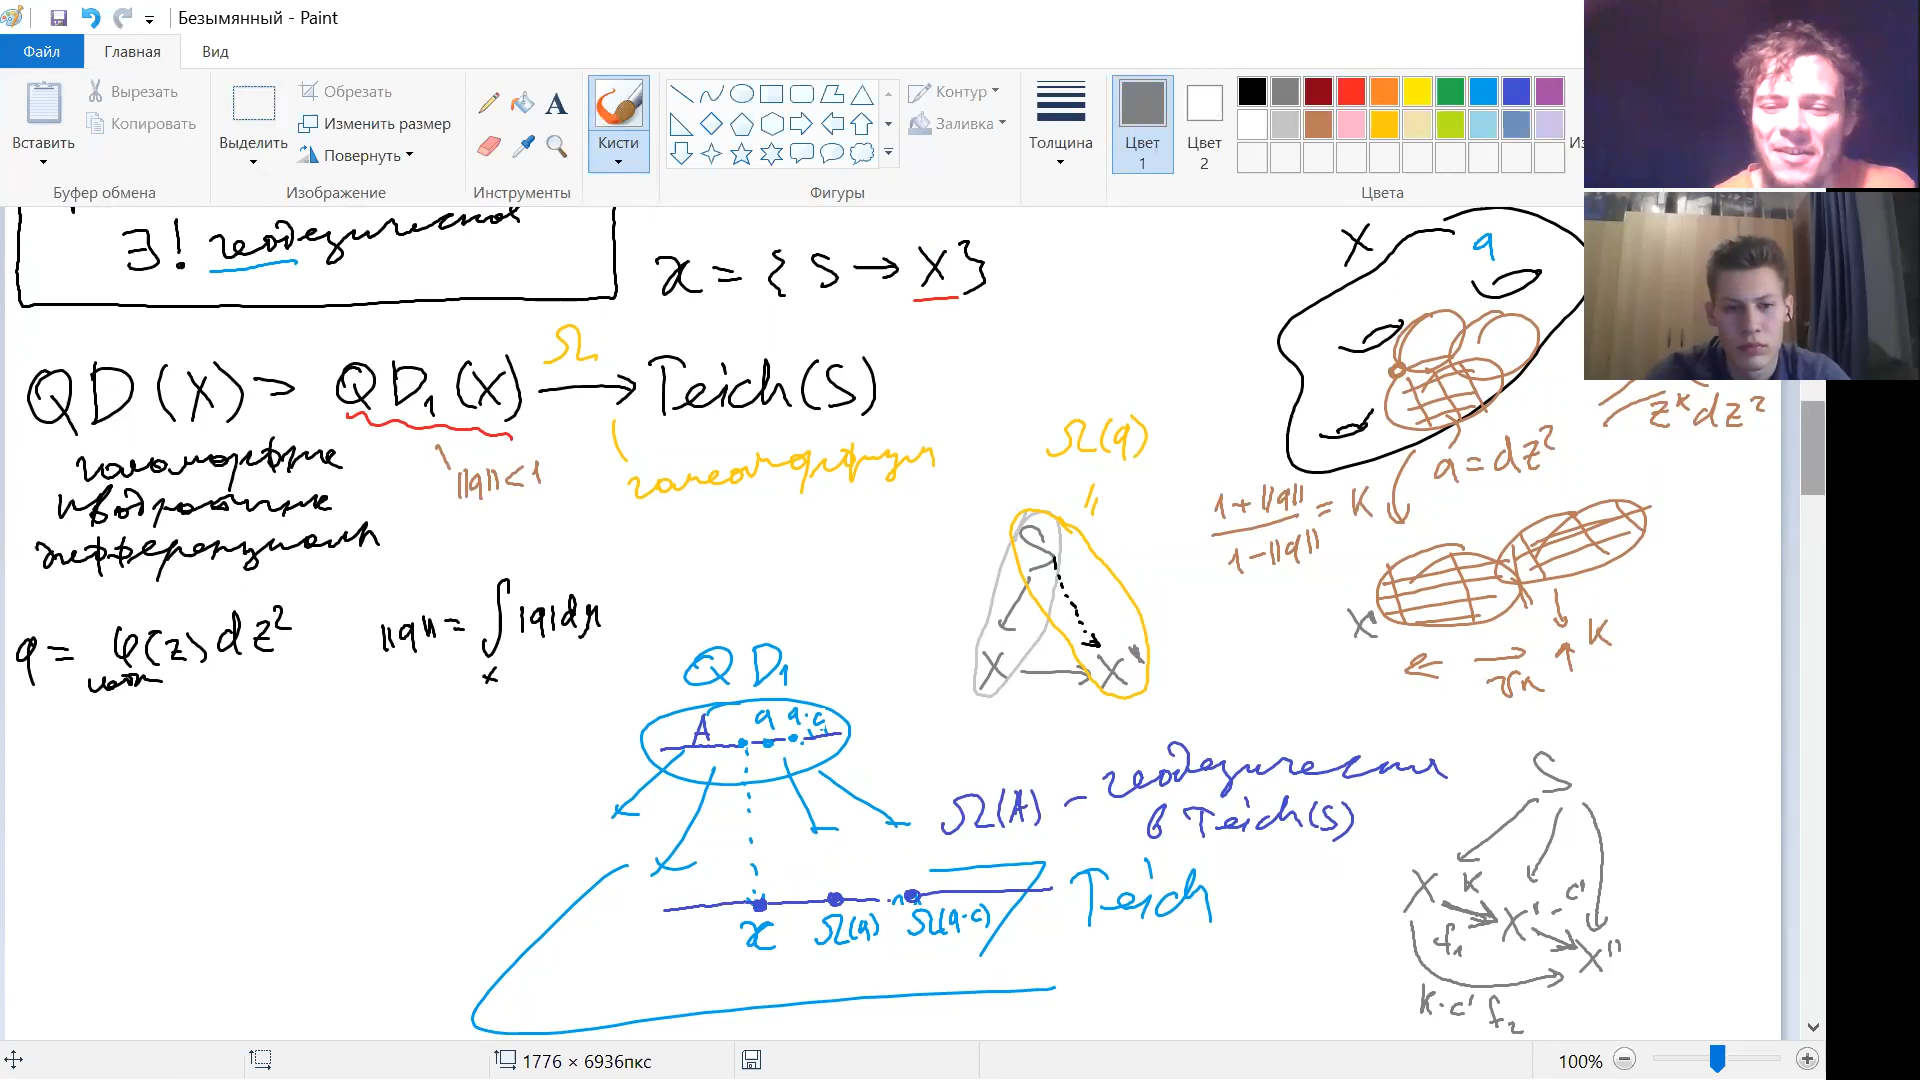 Безымянный - Paint
Файл
Главная
Вид
Вставить
Вырезать
Копировать
Буфер обмена
Выделить
Обрезать
Изменить размер
Повернуть
Изображение
A
Инструменты
Кисти
Фигуры
Контур
Заливка
Толщина
Цвет 1
Цвет 2
Цвета
∃! геодезическая
x = { S → X }
X
q
QD(X) ⊃ QD₁(X) → Teich(S)
Ω
голоморфные
квадратичные
дифференциалы
||q|| < 1
гомеоморфизм
Ω(q)
"
S
X → X'
zᵏdz²
q = dz²
1+||q|| / 1-||q|| = K
X'
K
q = φ(z)dz²
||q|| = ∫|q|dμ
x
QD₁
A
q
q·c
Ω(A) - геодезическая
в Teich(S)
Teich
x
Ω(q)
Ω(q·c)
S
X
K
f₁
X'
c'
X''
K·c'
f₂
1776 × 6936пкс
100%